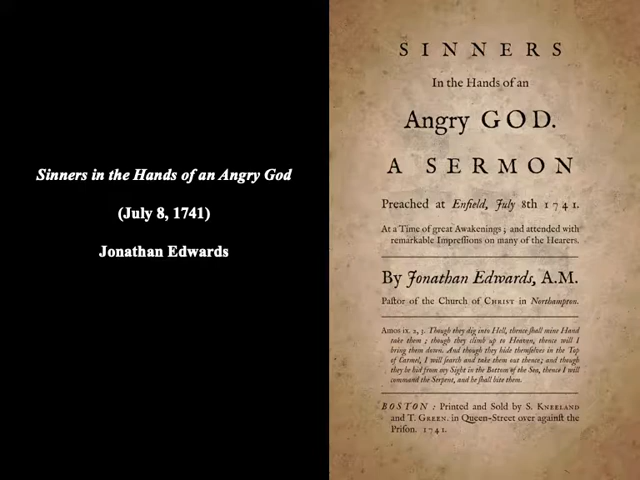 Sinners in the Hands of an Angry God
(July 8, 1741)
Jonathan Edwards
SINNERS
In the Hands of an
Angry GOD.
A SERMON
Preached at Enfield, July 8th 1741.
At a Time of great Awakenings; and attended with
remarkable Impreſſions on many of the Hearers.
By Jonathan Edwards, A.M.
Paſtor of the Church of CHRIST in Northampton.
Amos ix. 2, 3. Though they dig into Hell, thence ſhall mine Hand
take them; though they climb up to Heaven, thence will I
bring them down. And though they hide themſelves in the Top
of Carmel, I will ſearch and take them out thence; and though
they be hid from my Sight in the Bottom of the Sea, thence I will
command the Serpent, and he ſhall bite them.
BOSTON: Printed and Sold by S. KNEELAND
and T. GREEN. in Queen-Street over againſt the
Priſon. 1741.